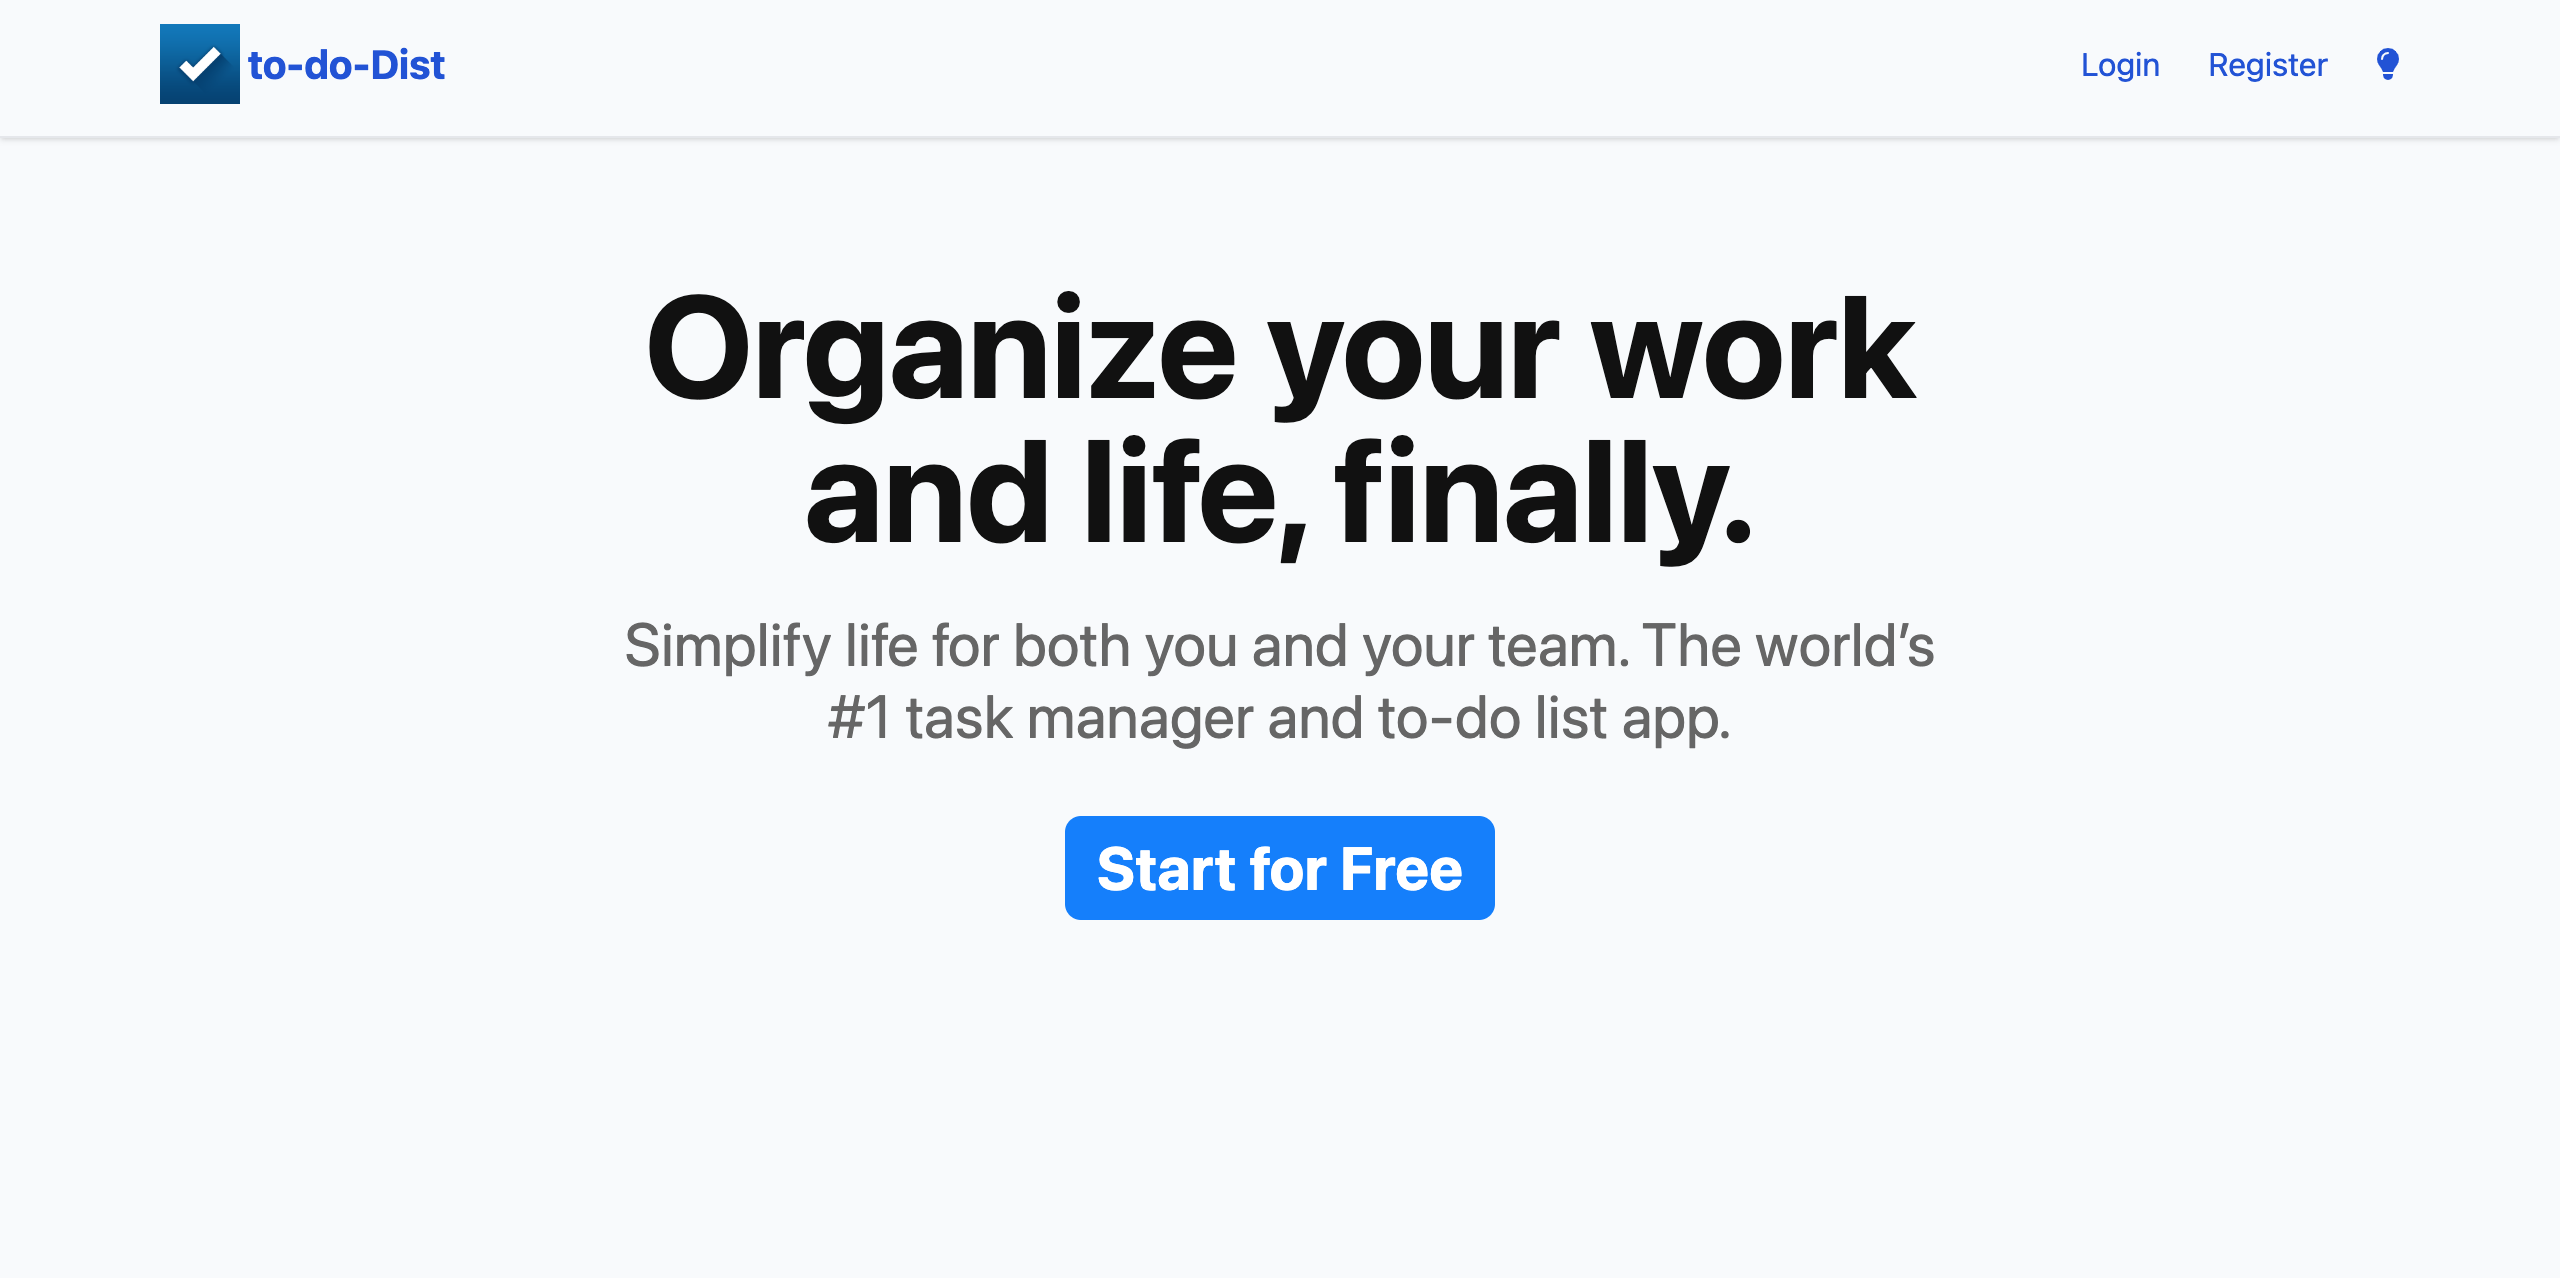 to-do-Dist
Login
Register
Organize your work
and life, finally.
Simplify life for both you and your team. The world’s
#1 task manager and to-do list app.
Start for Free